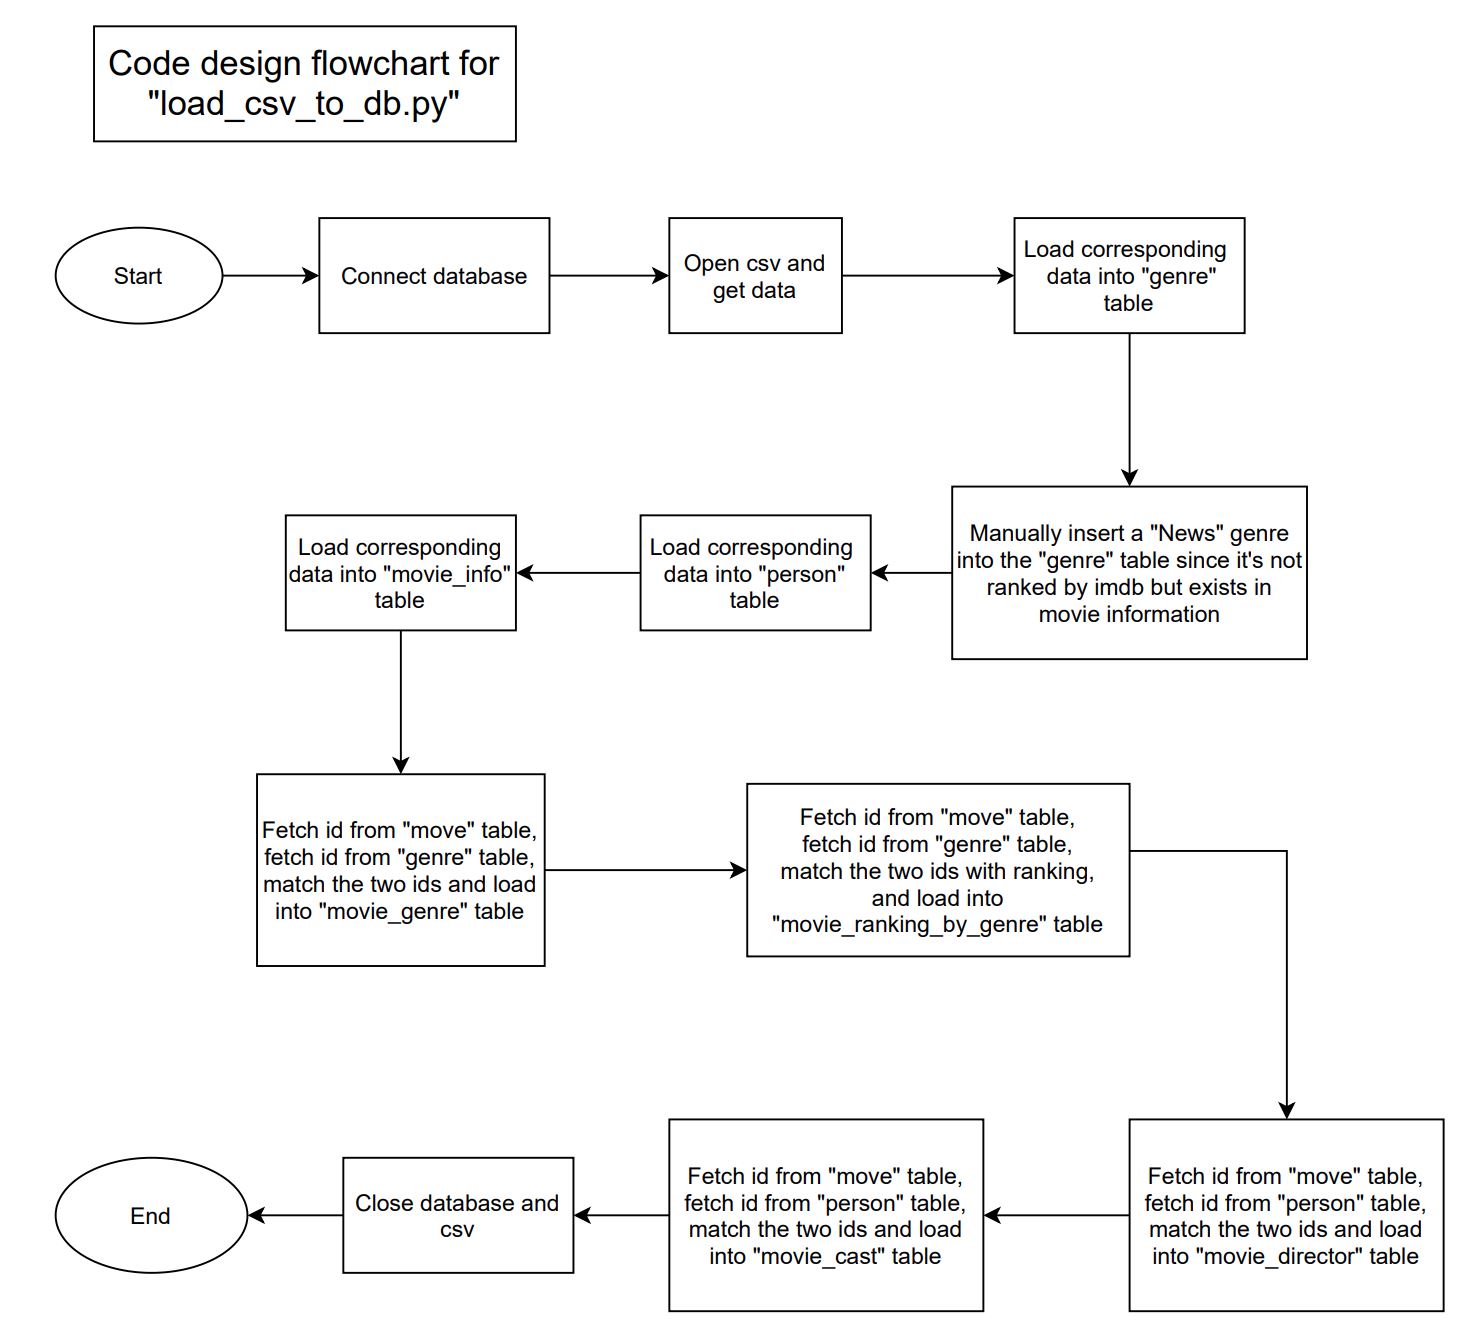 Code design flowchart for
"load_csv_to_db.py"
Start
Connect database
Open csv and
get data
Load corresponding
data into "genre"
table
Manually insert a "News" genre
into the "genre" table since it's not
ranked by imdb but exists in
movie information
Load corresponding
data into "person"
table
Load corresponding
data into "movie_info"
table
Fetch id from "move" table,
fetch id from "genre" table,
match the two ids and load
into "movie_genre" table
Fetch id from "move" table,
fetch id from "genre" table,
match the two ids with ranking,
and load into
"movie_ranking_by_genre" table
Fetch id from "move" table,
fetch id from "person" table,
match the two ids and load
into "movie_director" table
Fetch id from "move" table,
fetch id from "person" table,
match the two ids and load
into "movie_cast" table
Close database and
csv
End